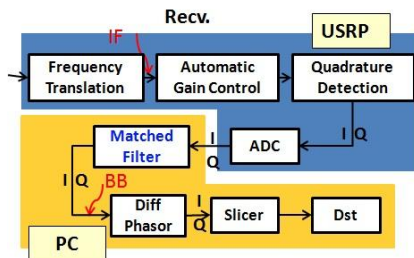 Recv.
USRP
IF
Frequency Translation
Automatic Gain Control
Quadrature Detection
I Q
ADC
I Q
Matched Filter
I Q
BB
Diff Phasor
I Q
Slicer
Dst
PC